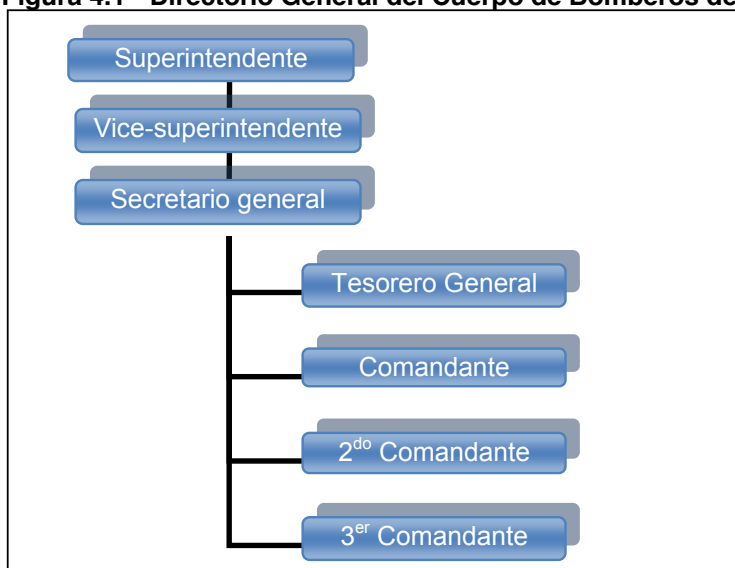 Figura 4.1 - Directorio General del Cuerpo de Bomberos de
Superintendente
Vice-superintendente
Secretario general
Tesorero General
Comandante
2do Comandante
3er Comandante